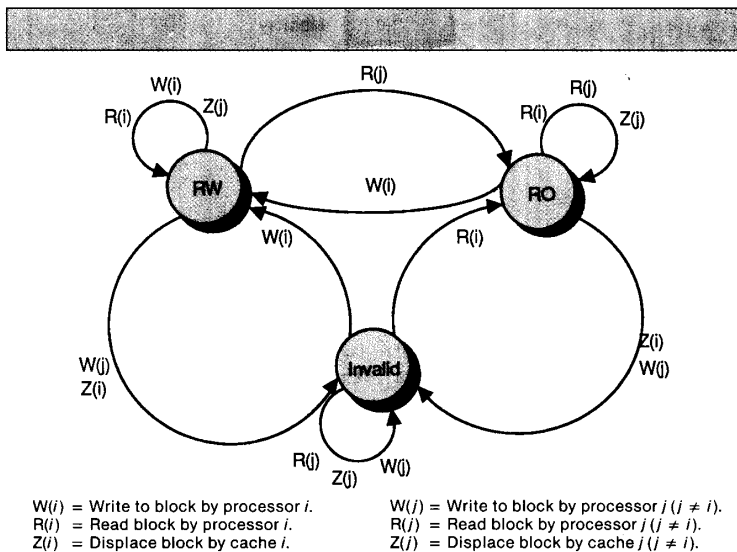 R(j)
W(i)
R(i)
Z(j)
R(j)
R(i)
Z(j)
RW
W(i)
RO
W(i)
R(i)
Invalid
W(j)
Z(i)
Z(i)
W(j)
R(j)
Z(j)
W(j)
W(i) = Write to block by processor i.
R(i) = Read block by processor i.
Z(i) = Displace block by cache i.
W(j) = Write to block by processor j (j ≠ i).
R(j) = Read block by processor j (j ≠ i).
Z(j) = Displace block by cache j (j ≠ i).